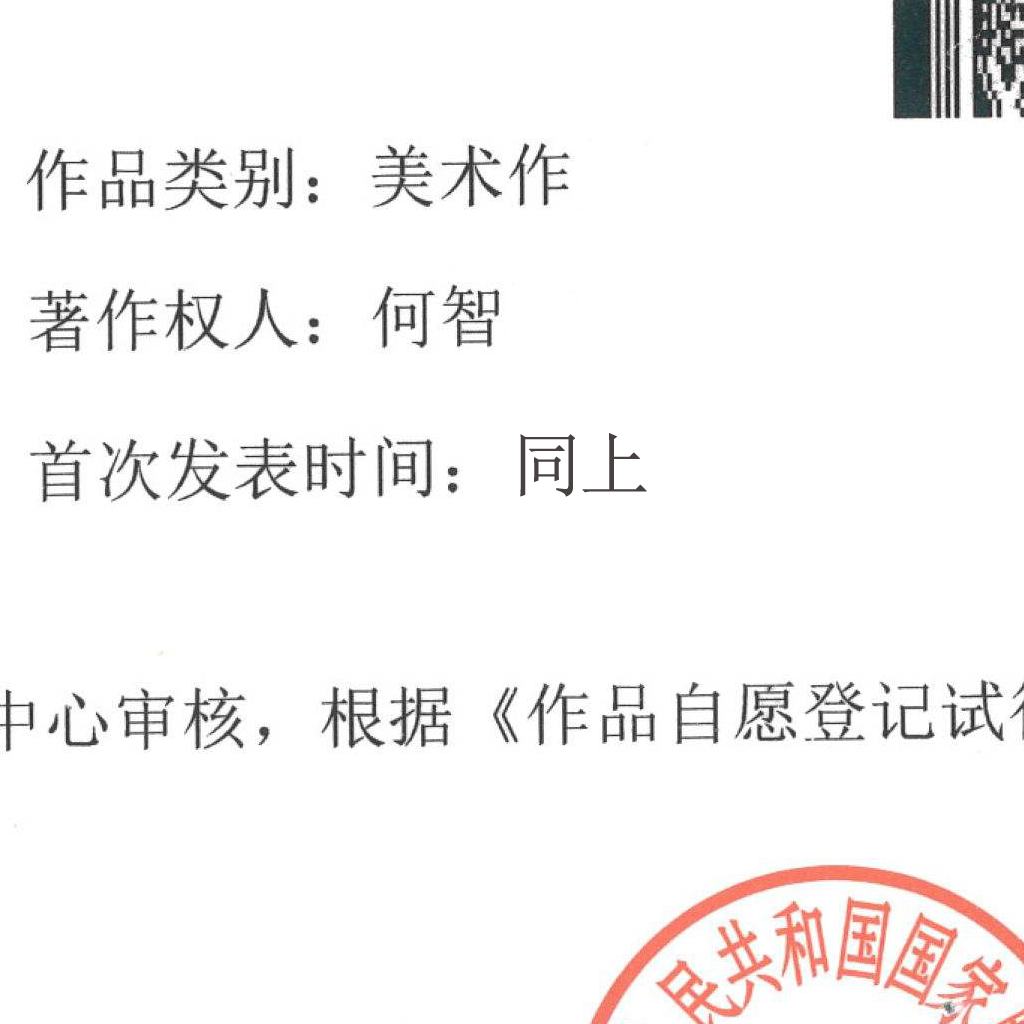 作品类别：美术作
著作权人：何智
首次发表时间：同上
中心审核，根据《作品自愿登记试行
民共和国国家